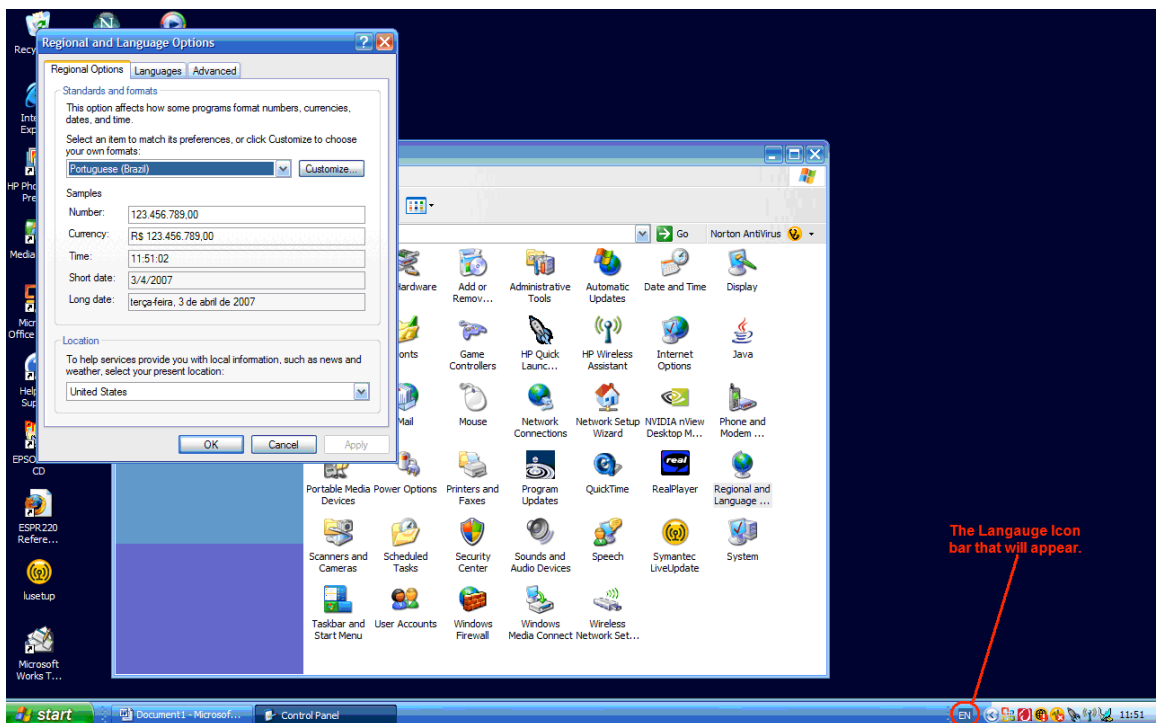 Recy
Regional and Language Options
Regional Options
Languages
Advanced
Standards and formats
This option affects how some programs format numbers, currencies,
dates, and time.
Select an item to match its preferences, or click Customize to choose
your own formats:
Portuguese (Brazil)
Customize...
Samples
Number:
123.456.789,00
Currency:
R$ 123.456.789,00
Time:
11:51:02
Short date:
3/4/2007
Long date:
terça-feira, 3 de abril de 2007
Location
To help services provide you with local information, such as news and
weather, select your present location:
United States
OK
Cancel
Apply
Inte
Exp
HP Pho
Pre
Media
Micr
Office
Help
Sup
EPSO
CD
ESPR220
Refere...
lusetup
Microsoft
Works T...
Go
Norton AntiVirus
Hardware
Add or
Remov...
Administrative
Tools
Automatic
Updates
Date and Time
Display
onts
Game
Controllers
HP Quick
Launc...
HP Wireless
Assistant
Internet
Options
Java
Mail
Mouse
Network
Connections
Network Setup
Wizard
NVIDIA nView
Desktop M...
Phone and
Modem ...
real
Portable Media
Devices
Power Options
Printers and
Faxes
Program
Updates
QuickTime
RealPlayer
Regional and
Language ...
Scanners and
Cameras
Scheduled
Tasks
Security
Center
Sounds and
Audio Devices
Speech
Symantec
LiveUpdate
System
Taskbar and
Start Menu
User Accounts
Windows
Firewall
Windows
Media Connect
Wireless
Network Set...
The Langauge Icon
bar that will appear.
start
Document1 - Microsof...
Control Panel
EN
11:51